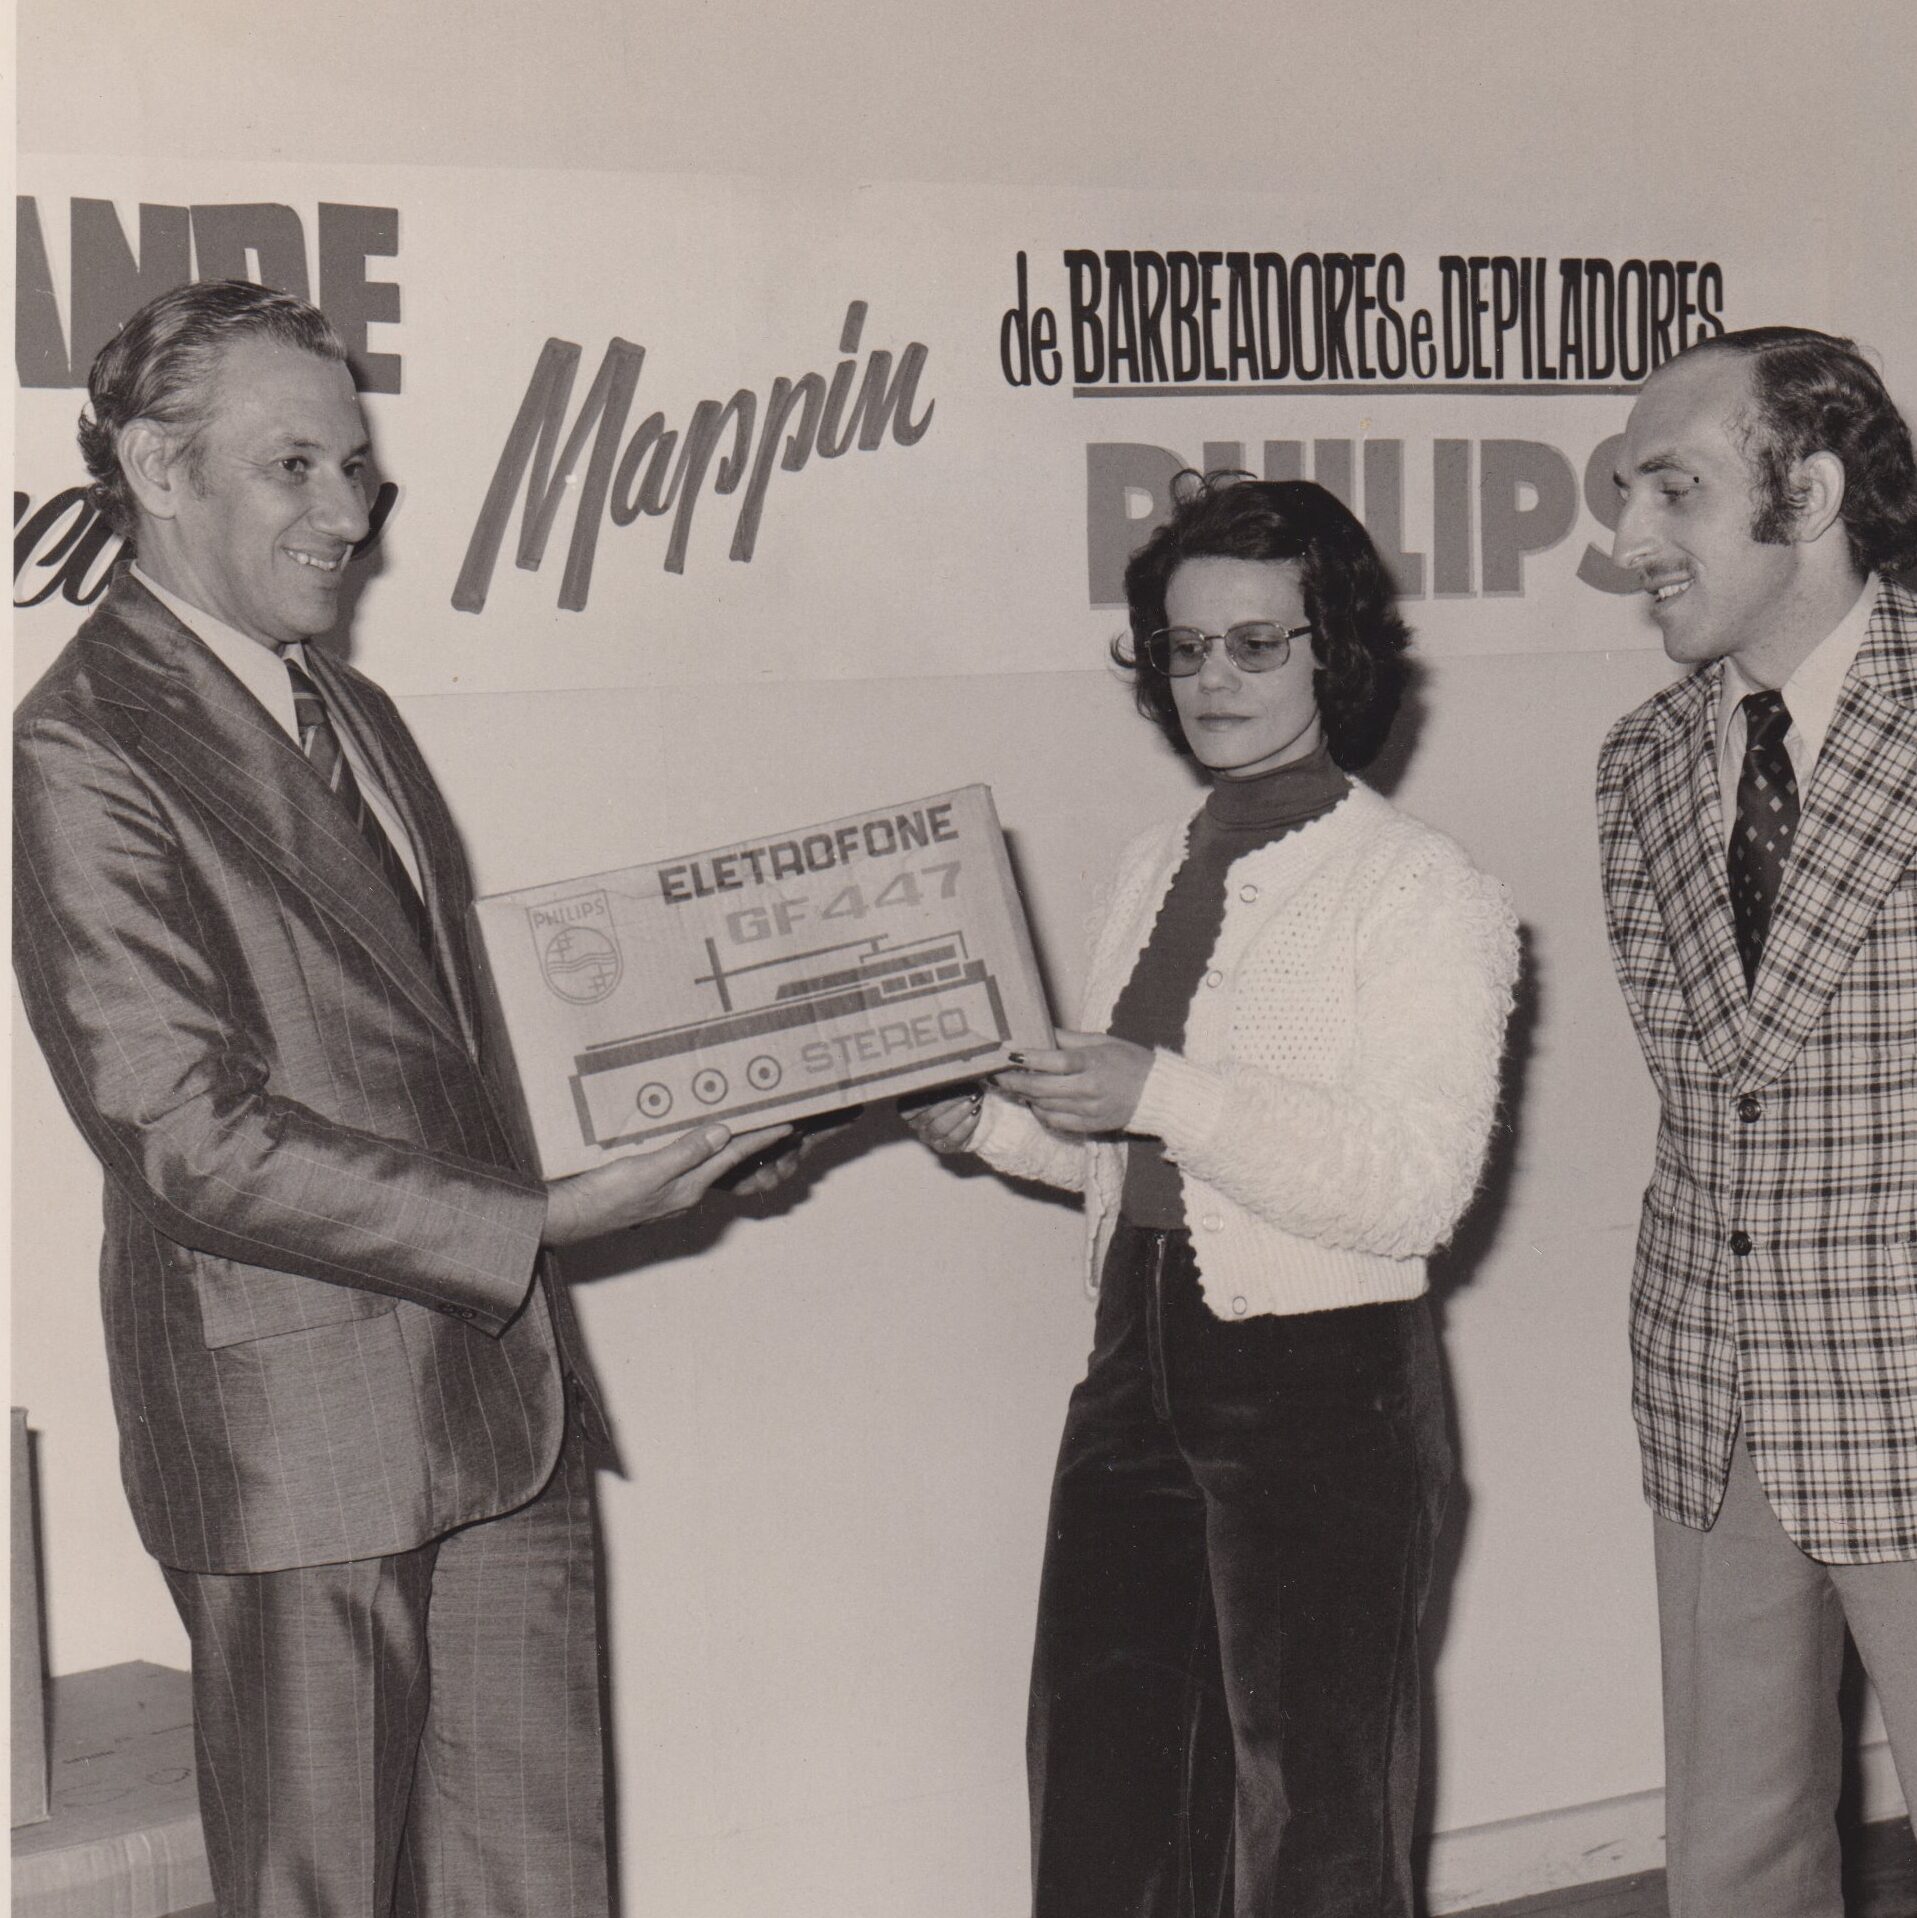 ANDE
Mappin
de BARBEADORES e DEPILADORES
PHILIPS
ELETROFONE
PHILIPS
GF447
STEREO